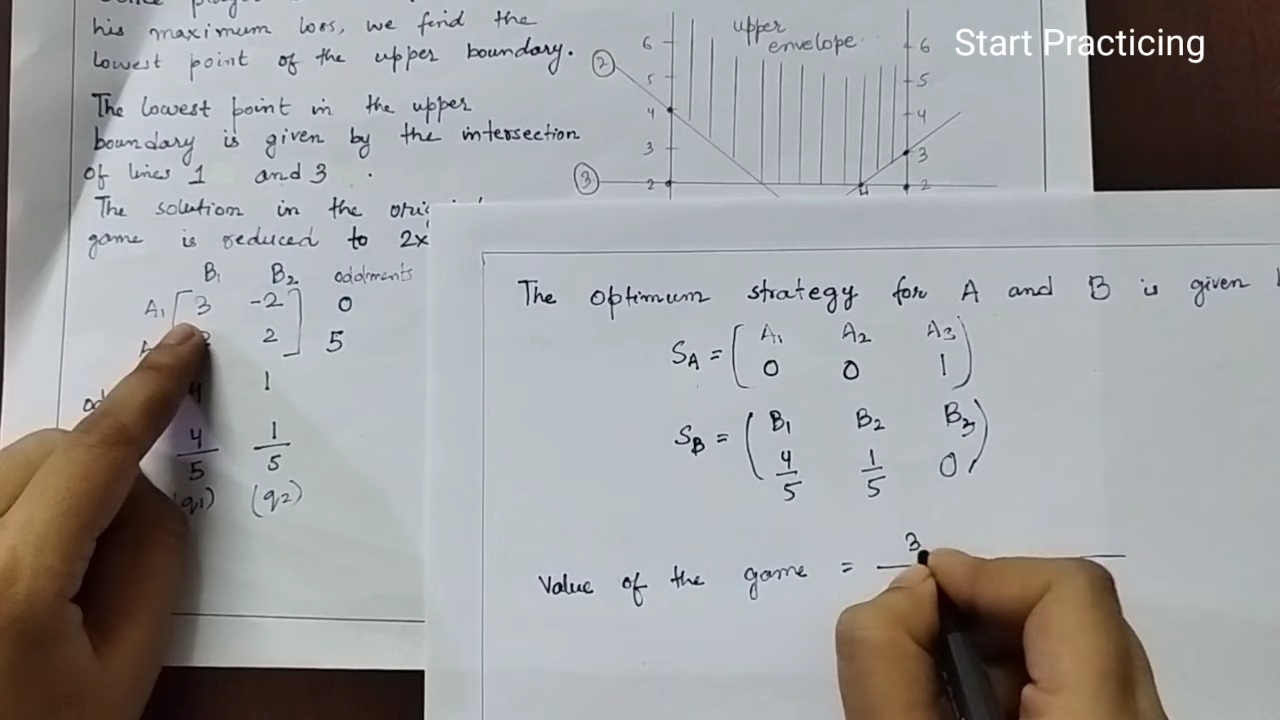 his maximum loss, we find the
lowest point of the upper boundary.
The lowest point in the upper
boundary is given by the intersection
of lines 1 and 3.
The solution in the
game is reduced to 2x
B1 B2 oddments
A1 3 -2 0
2 5
4 1
4/5 1/5
(q1) (q2)
upper
envelope
6 6
2
5 5
4 4
3 3
3 2 2
Start Practicing
The optimum strategy for A and B is given
SA = ( A1 A2 A3
0 0 1 )
SB = ( B1 B2 B3
4/5 1/5 0 )
Value of the game = 3